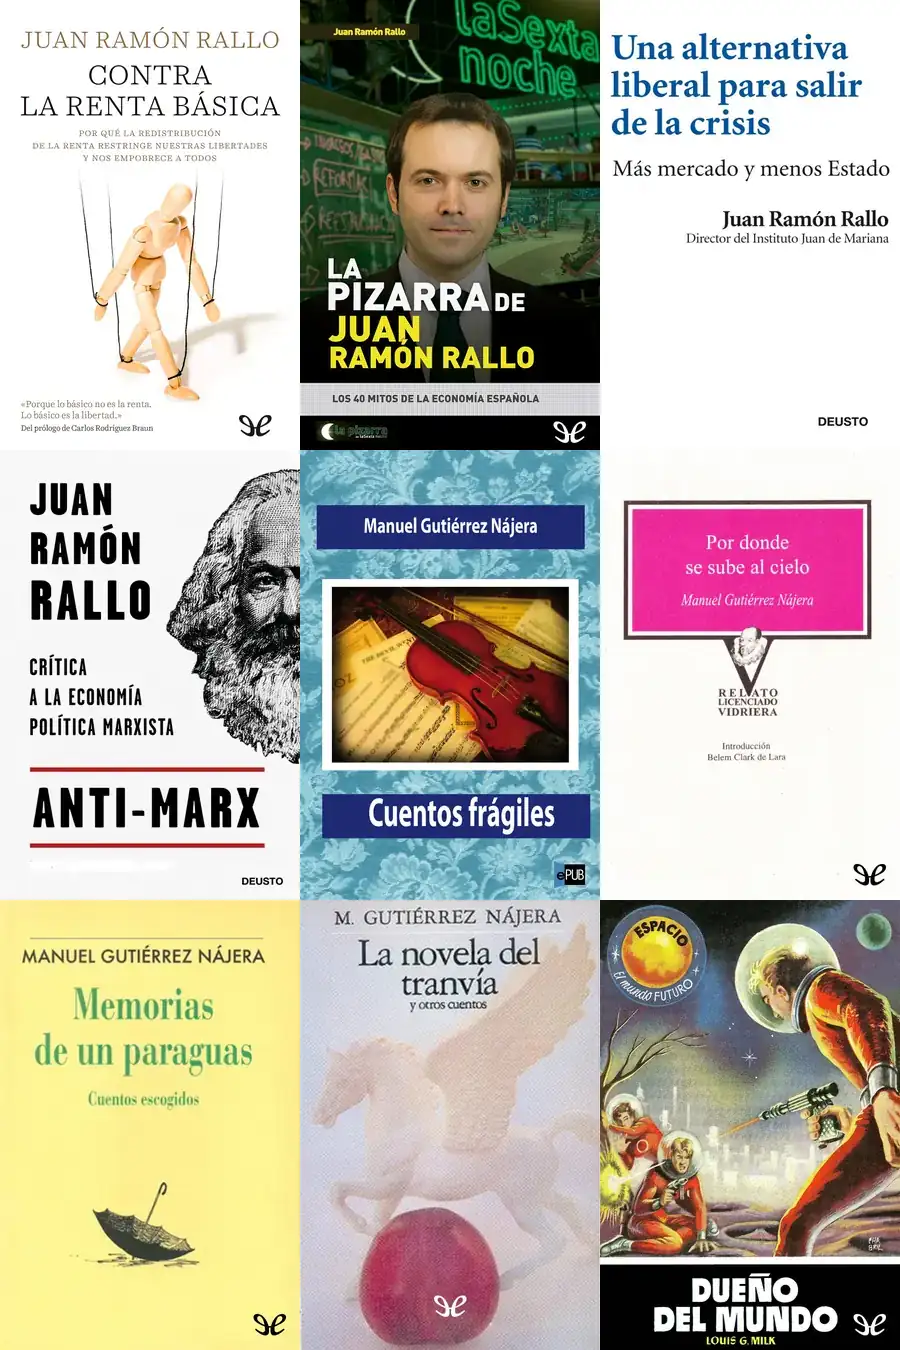 JUAN RAMÓN RALLO
CONTRA
LA RENTA BÁSICA
POR QUÉ LA REDISTRIBUCIÓN
DE LA RENTA RESTRINGE NUESTRAS LIBERTADES
Y NOS EMPOBRECE A TODOS
«Porque lo básico no es la renta.
Lo básico es la libertad.»
Del prólogo de Carlos Rodríguez Braun
Juan Ramón Rallo
laSexta
noche
LA
PIZARRA DE
JUAN
RAMÓN RALLO
LOS 40 MITOS DE LA ECONOMÍA ESPAÑOLA
la pizarra
Una alternativa
liberal para salir
de la crisis
Más mercado y menos Estado
Juan Ramón Rallo
Director del Instituto Juan de Mariana
DEUSTO
JUAN
RAMÓN
RALLO
CRÍTICA
A LA ECONOMÍA
POLÍTICA MARXISTA
ANTI-MARX
DEUSTO
Manuel Gutiérrez Nájera
Cuentos frágiles
ePUB
Por donde
se sube al cielo
Manuel Gutiérrez Nájera
RELATO
LICENCIADO
VIDRIERA
Introducción
Belem Clark de Lara
MANUEL GUTIÉRREZ NÁJERA
Memorias
de un paraguas
Cuentos escogidos
M. GUTIÉRREZ NÁJERA
La novela del
tranvía
y otros cuentos
ESPACIO
El mundo FUTURO
DUEÑO
DEL MUNDO
LOUIS G. MILK